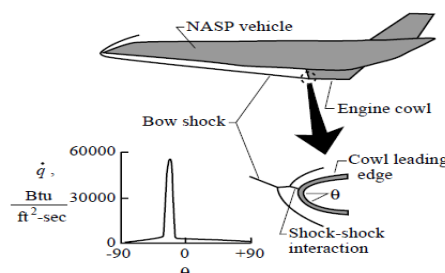 NASP vehicle
Engine cowl
Bow shock
Cowl leading
edge
θ
Shock-shock
interaction
q̇ ,
Btu
ft²-sec
60000
30000
0
-90
0
+90
θ